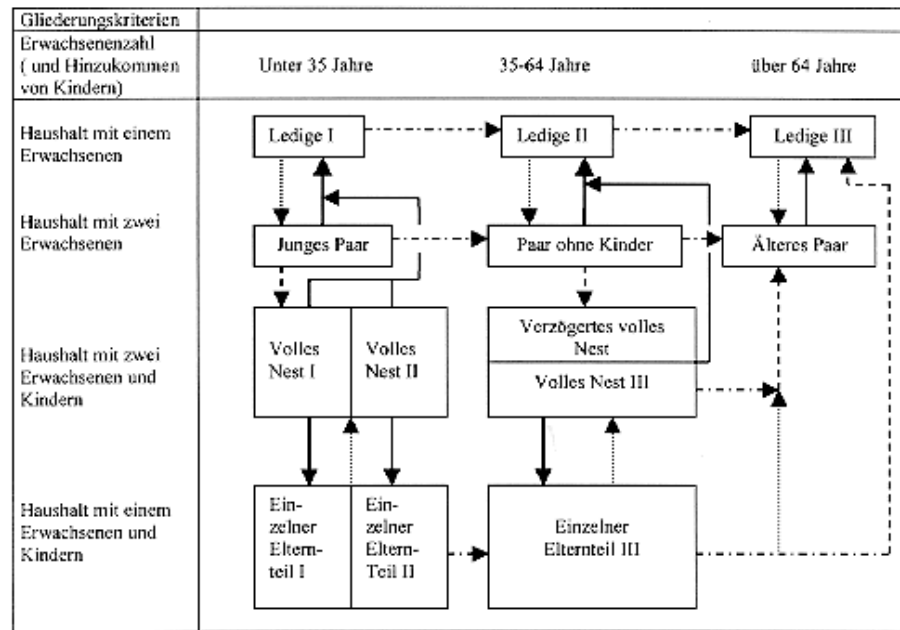 Gliederungskriterien
Erwachsenenzahl
( und Hinzukommen
von Kindern)
Unter 35 Jahre
35-64 Jahre
über 64 Jahre
Haushalt mit einem
Erwachsenen
Ledige I
Ledige II
Ledige III
Haushalt mit zwei
Erwachsenen
Junges Paar
Paar ohne Kinder
Älteres Paar
Haushalt mit zwei
Erwachsenen und
Kindern
Volles
Nest I
Volles
Nest II
Verzögertes volles
Nest
Volles Nest III
Haushalt mit einem
Erwachsenen und
Kindern
Ein-
zelner
Eltern-
teil I
Ein-
zelner
Eltern-
Teil II
Einzelner
Elternteil III